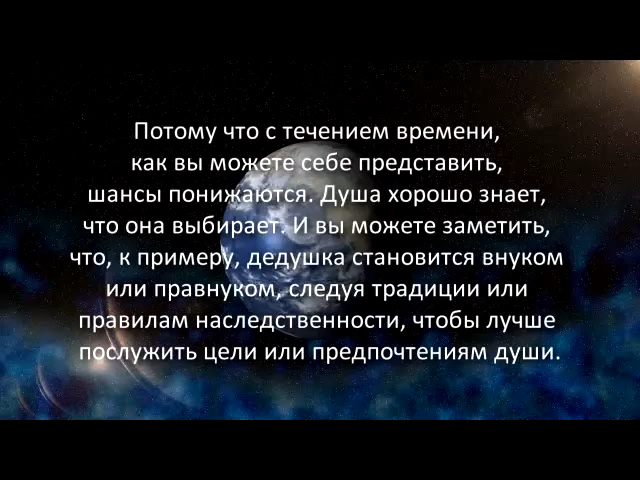 Потому что с течением времени,
как вы можете себе представить,
шансы понижаются. Душа хорошо знает,
что она выбирает. И вы можете заметить,
что, к примеру, дедушка становится внуком
или правнуком, следуя традиции или
правилам наследственности, чтобы лучше
послужить цели или предпочтениям души.